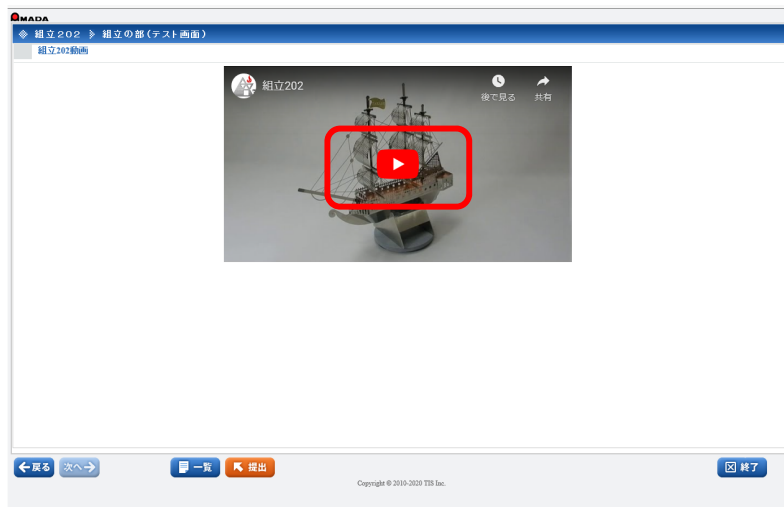 AMADA
組立202 》 組立の部(テスト画面)
組立202動画
組立202
後で見る 共有
戻る 次へ 一覧 提出 終了
Copyright © 2010-2020 TIS Inc.